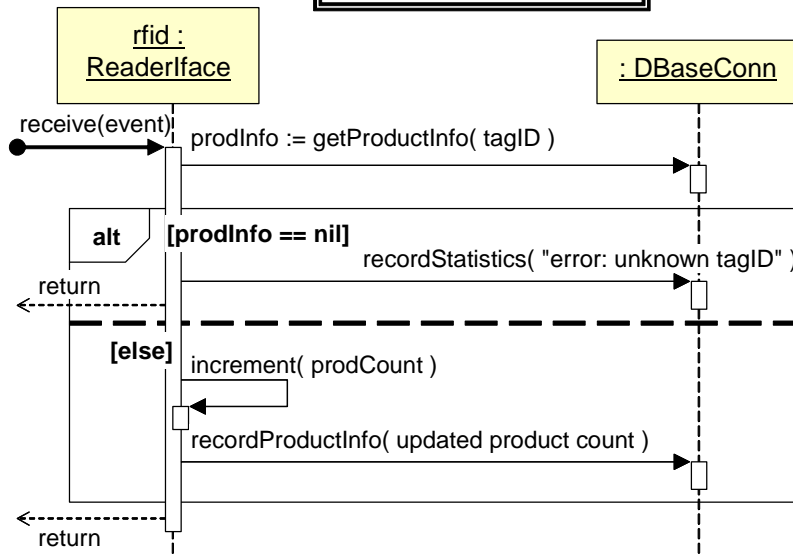 rfid :
ReaderIface
: DBaseConn
receive(event)
prodInfo := getProductInfo( tagID )
alt
[prodInfo == nil]
recordStatistics( "error: unknown tagID" )
return
[else]
increment( prodCount )
recordProductInfo( updated product count )
return